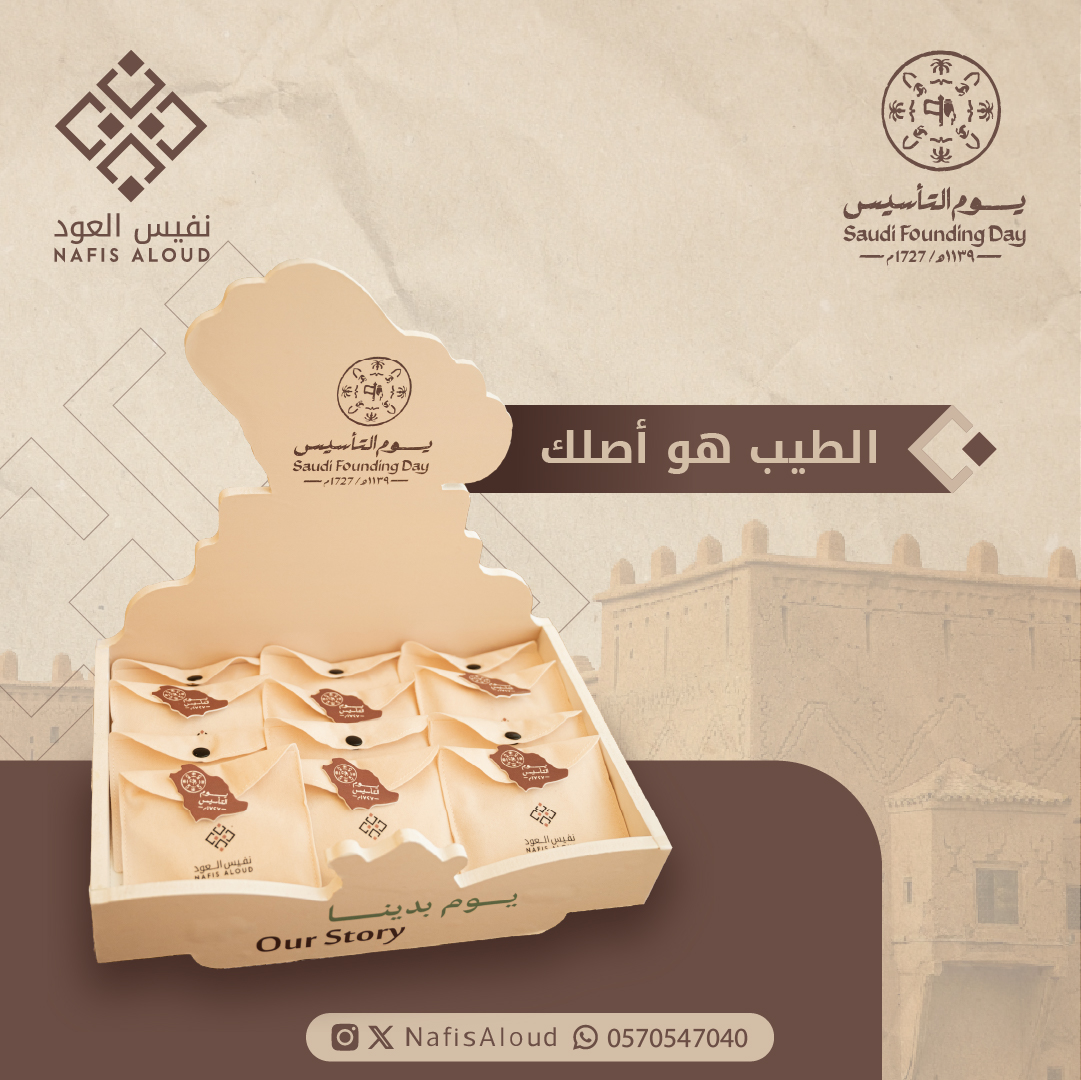 نفيس العود
NAFIS ALOUD
يوم التأسيس
Saudi Founding Day
١١٣٩هـ / 1727م
يوم التأسيس
Saudi Founding Day
١١٣٩هـ / 1727م
الطيب هو أصلك
نفيس العود
NAFIS ALOUD
نفيس العود
يوم بدينا
Our Story
NafisAloud 0570547040